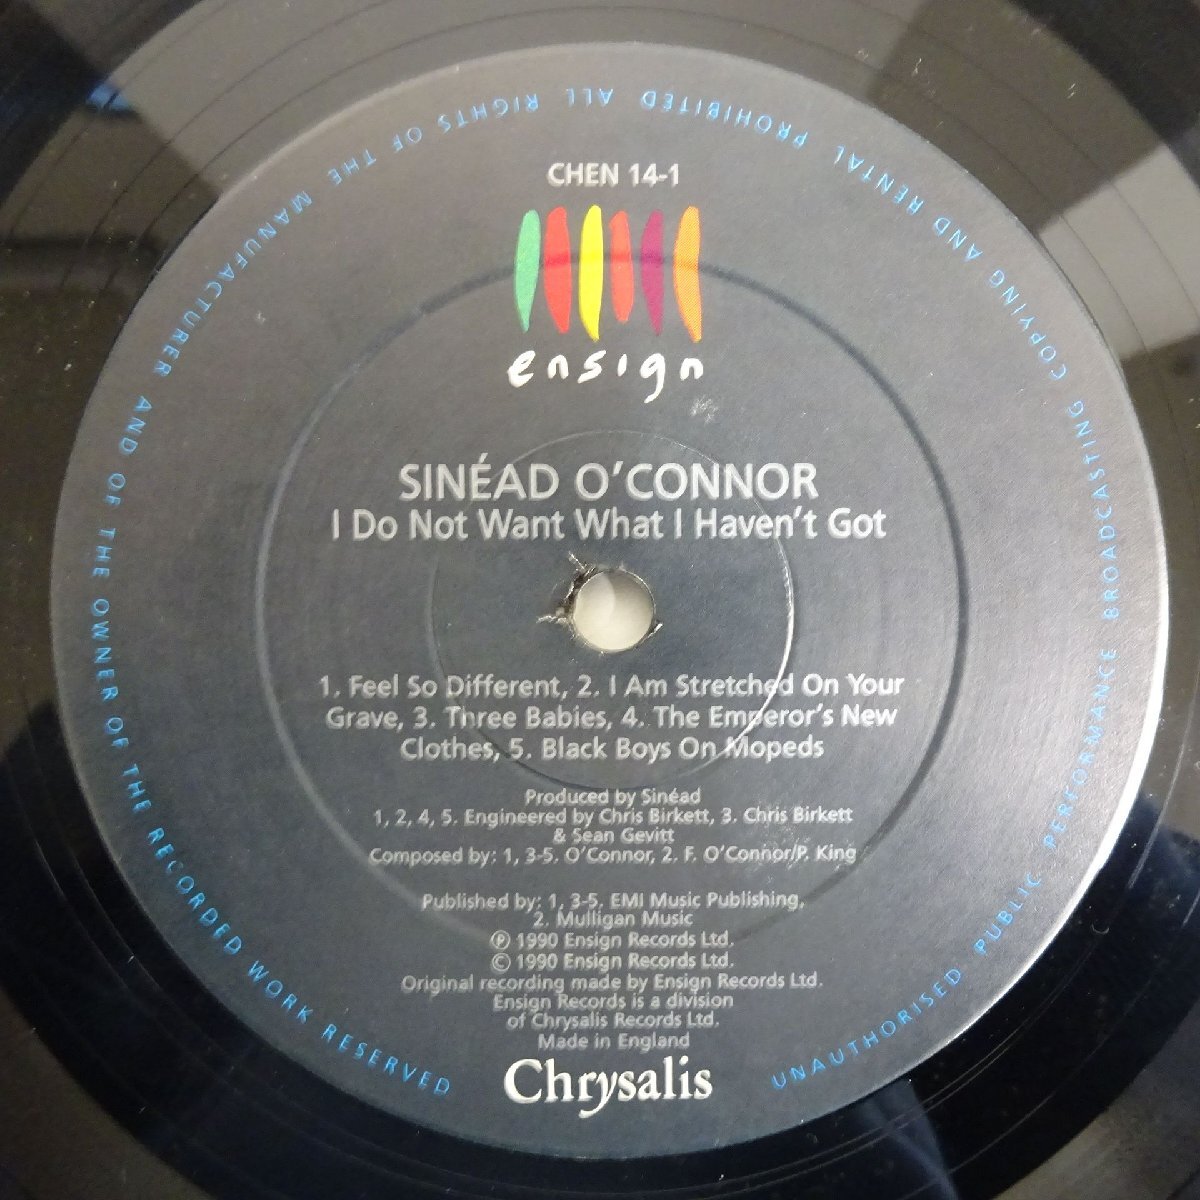 CHEN 14-1
ensign
SINÉAD O'CONNOR
I Do Not Want What I Haven't Got
1. Feel So Different, 2. I Am Stretched On Your
Grave, 3. Three Babies, 4. The Emperor's New
Clothes, 5. Black Boys On Mopeds
Produced by Sinéad
1, 2, 4, 5. Engineered by Chris Birkett, 3. Chris Birkett
& Sean Gevitt
Composed by: 1, 3-5. O'Connor, 2. F. O'Connor/P. King
Published by: 1, 3-5. EMI Music Publishing,
2. Mulligan Music
℗ 1990 Ensign Records Ltd.
© 1990 Ensign Records Ltd.
Original recording made by Ensign Records Ltd.
Ensign Records is a division
of Chrysalis Records Ltd.
Made in England
Chrysalis
ALL RIGHTS OF THE MANUFACTURER AND OF THE OWNER OF THE RECORDED WORK RESERVED
UNAUTHORISED PUBLIC PERFORMANCE BROADCASTING COPYING AND RENTAL PROHIBITED